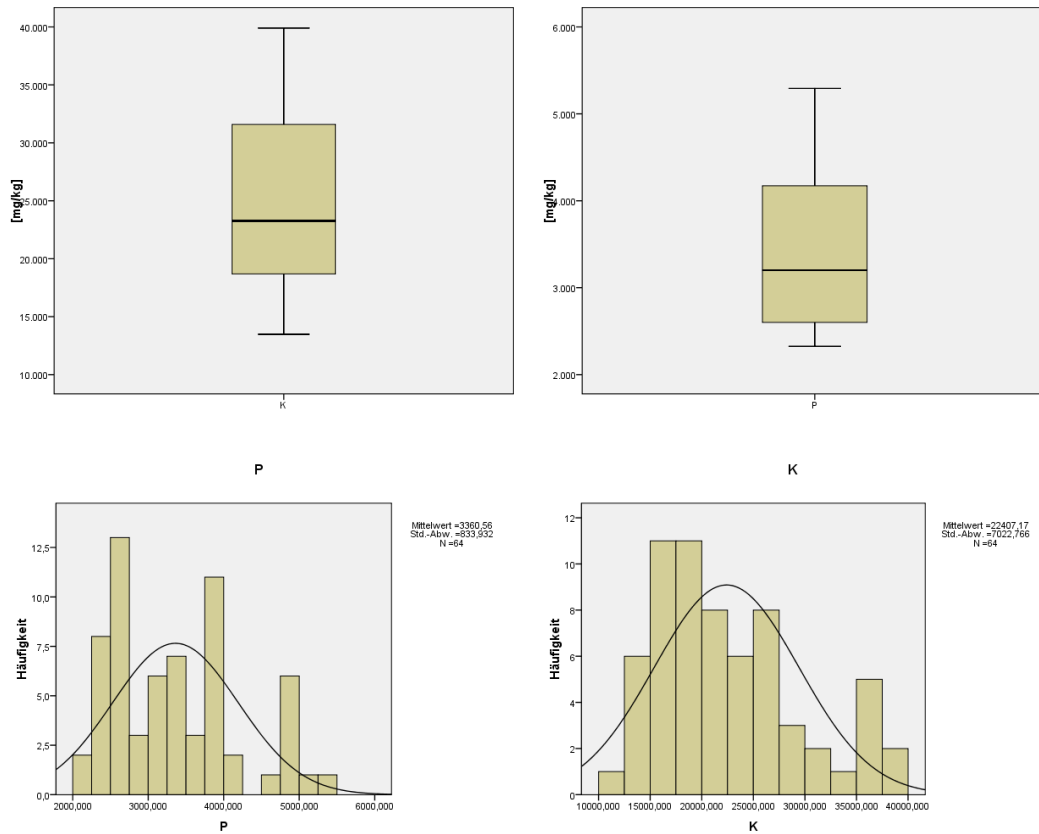 40.000
35.000
30.000
25.000
20.000
15.000
10.000
[mg/kg]
K
6.000
5.000
4.000
3.000
2.000
[mg/kg]
P
P
12,5
10,0
7,5
5,0
2,5
0,0
Häufigkeit
2000,000 3000,000 4000,000 5000,000 6000,000
P
Mittelwert =3360,56
Std.-Abw. =833,932
N =64
K
12
10
8
6
4
2
0
Häufigkeit
10000,000 15000,000 20000,000 25000,000 30000,000 35000,000 40000,000
K
Mittelwert =22407,17
Std.-Abw. =7022,766
N =64